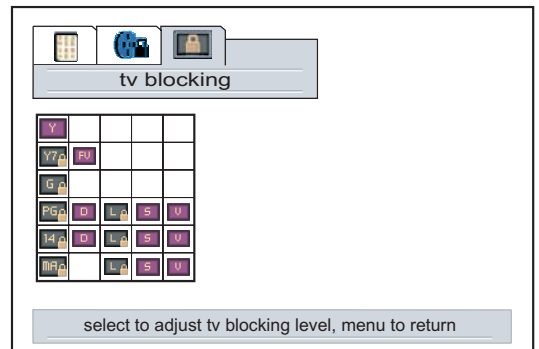 tv blocking
Y
Y7 FV
G
PG D L S V
14 D L S V
MA L S V
select to adjust tv blocking level, menu to return